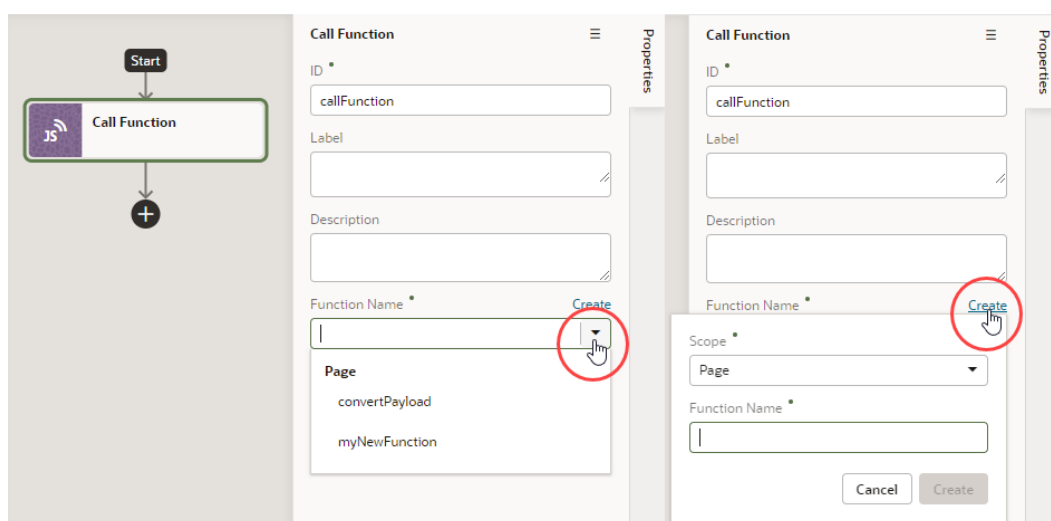 Start
JS
Call Function
Call Function
ID
callFunction
Label
Description
Function Name
Create
Page
convertPayload
myNewFunction
Properties
Call Function
ID
callFunction
Label
Description
Function Name
Create
Scope
Page
Function Name
Cancel
Create
Properties